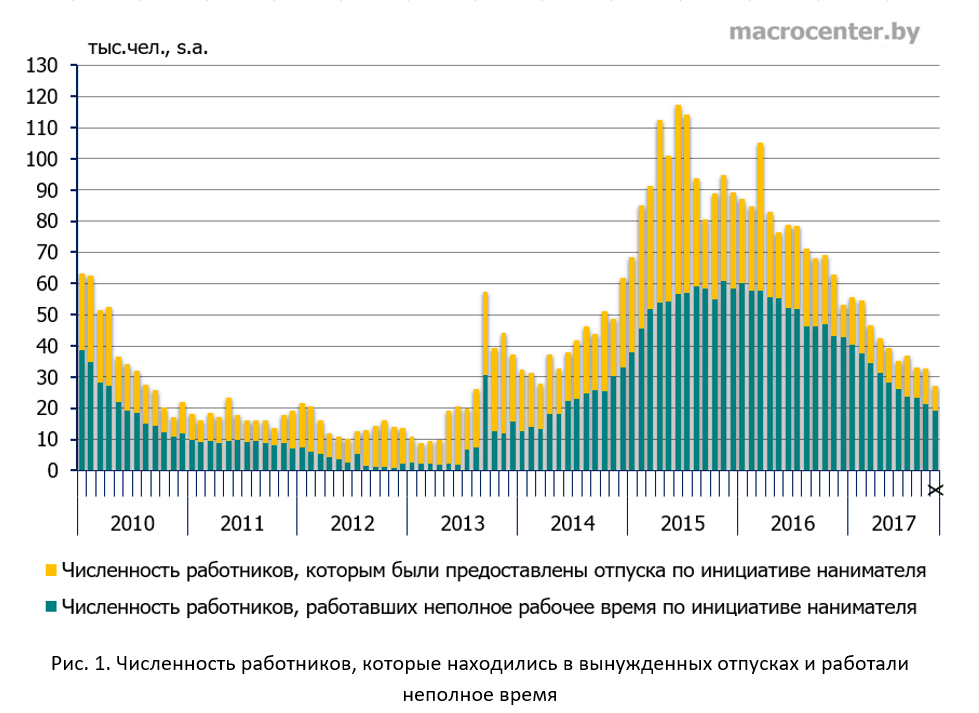 macrocenter.by
тыс.чел., s.a.
130
120
110
100
90
80
70
60
50
40
30
20
10
0
X
2010 2011 2012 2013 2014 2015 2016 2017
Численность работников, которым были предоставлены отпуска по инициативе нанимателя
Численность работников, работавших неполное рабочее время по инициативе нанимателя
Рис. 1. Численность работников, которые находились в вынужденных отпусках и работали
неполное время